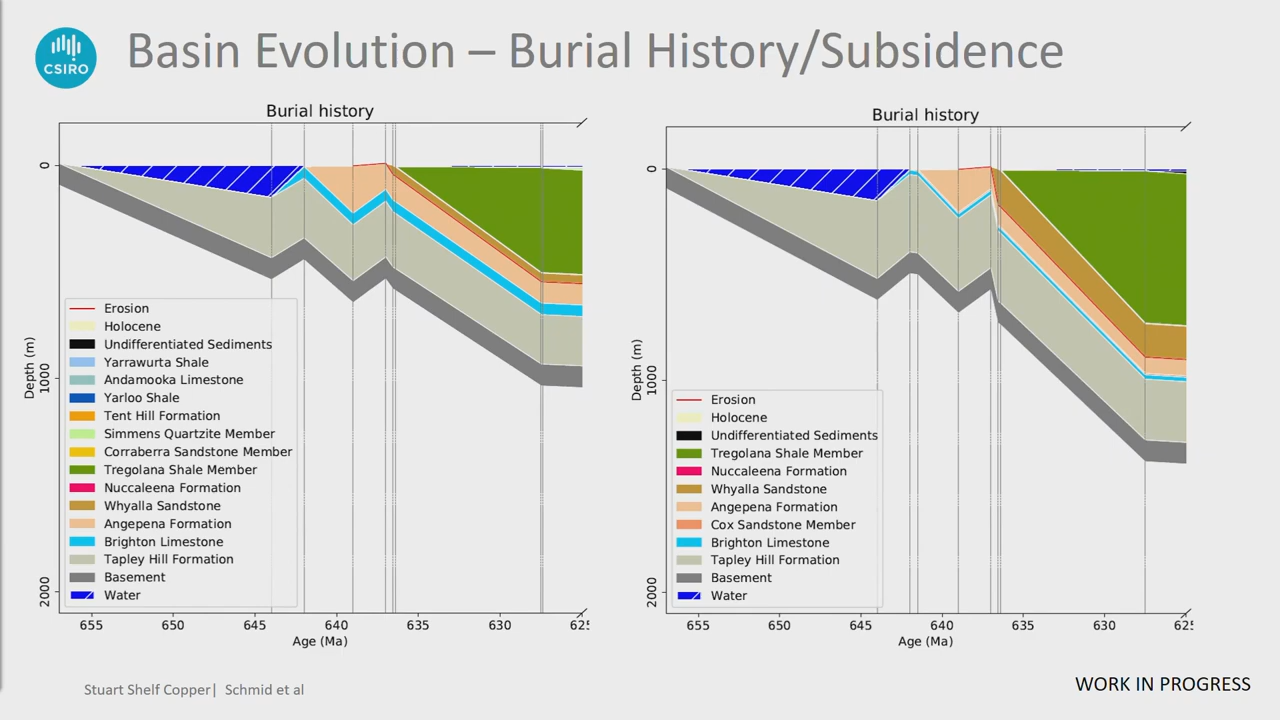 CSIRO
Basin Evolution – Burial History/Subsidence
Burial history
0
1000
2000
Depth (m)
Erosion
Holocene
Undifferentiated Sediments
Yarrawurta Shale
Andamooka Limestone
Yarloo Shale
Tent Hill Formation
Simmens Quartzite Member
Corraberra Sandstone Member
Tregolana Shale Member
Nuccaleena Formation
Whyalla Sandstone
Angepena Formation
Brighton Limestone
Tapley Hill Formation
Basement
Water
655 650 645 640 635 630 625
Age (Ma)
Burial history
0
1000
2000
Depth (m)
Erosion
Holocene
Undifferentiated Sediments
Tregolana Shale Member
Nuccaleena Formation
Whyalla Sandstone
Angepena Formation
Cox Sandstone Member
Brighton Limestone
Tapley Hill Formation
Basement
Water
655 650 645 640 635 630 625
Age (Ma)
Stuart Shelf Copper| Schmid et al
WORK IN PROGRESS